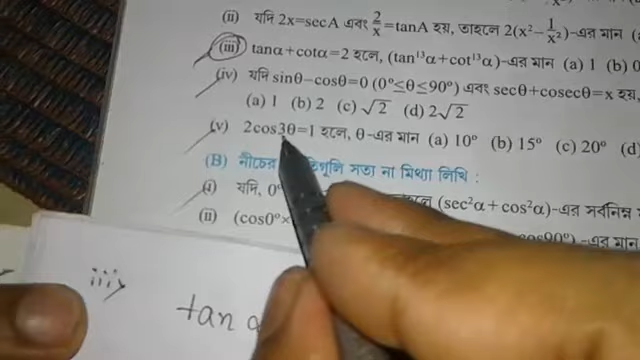 (ii) যদি 2x=secA এবং 2/x=tanA হয়, তাহলে 2(x²−1/x²)-এর মান (a)
(iii) tanα+cotα=2 হলে, (tan¹³α+cot¹³α)-এর মান (a) 1 (b)
(iv) যদি sinθ−cosθ=0 (0°≤θ≤90°) এবং secθ+cosecθ=x হয়,
(a) 1 (b) 2 (c) √2 (d) 2√2
(v) 2cos3θ=1 হলে, θ-এর মান (a) 10° (b) 15° (c) 20° (d)
(B) নীচের সত্য না মিথ্যা লিখি :
(i) যদি, 0° (sec²α+cos²α)-এর সর্বনিম্ন
(ii) (cos0°× cos90°)-এর মান
iii) tan